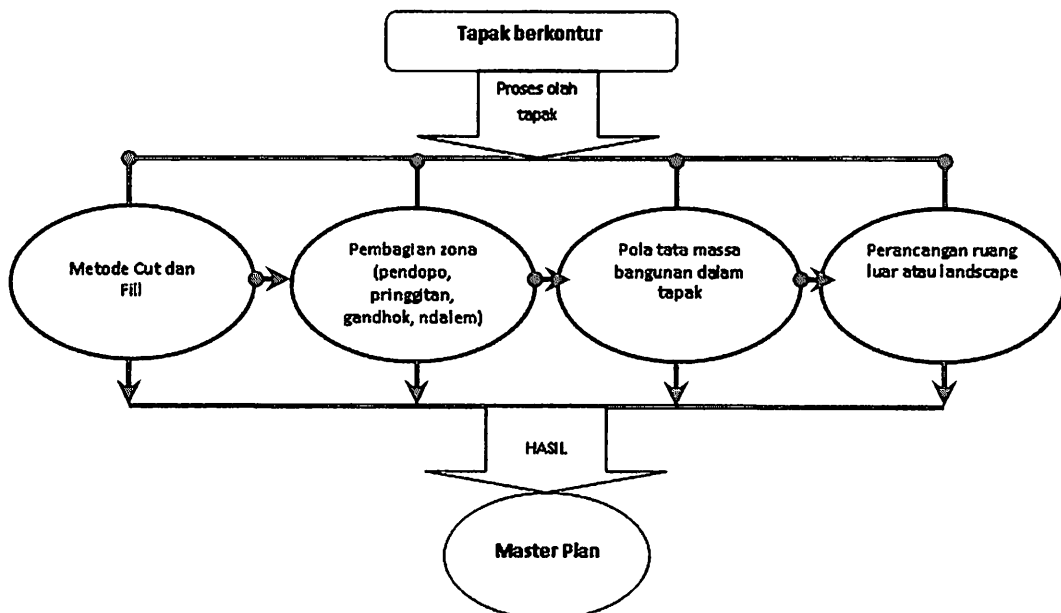 Tapak berkontur
Proses olah
tapak
Metode Cut dan
Fill
Pembagian zona
(pendopo,
pringgitan,
gandhok, ndalem)
Pola tata massa
bangunan dalam
tapak
Perancangan ruang
luar atau landscape
HASIL
Master Plan